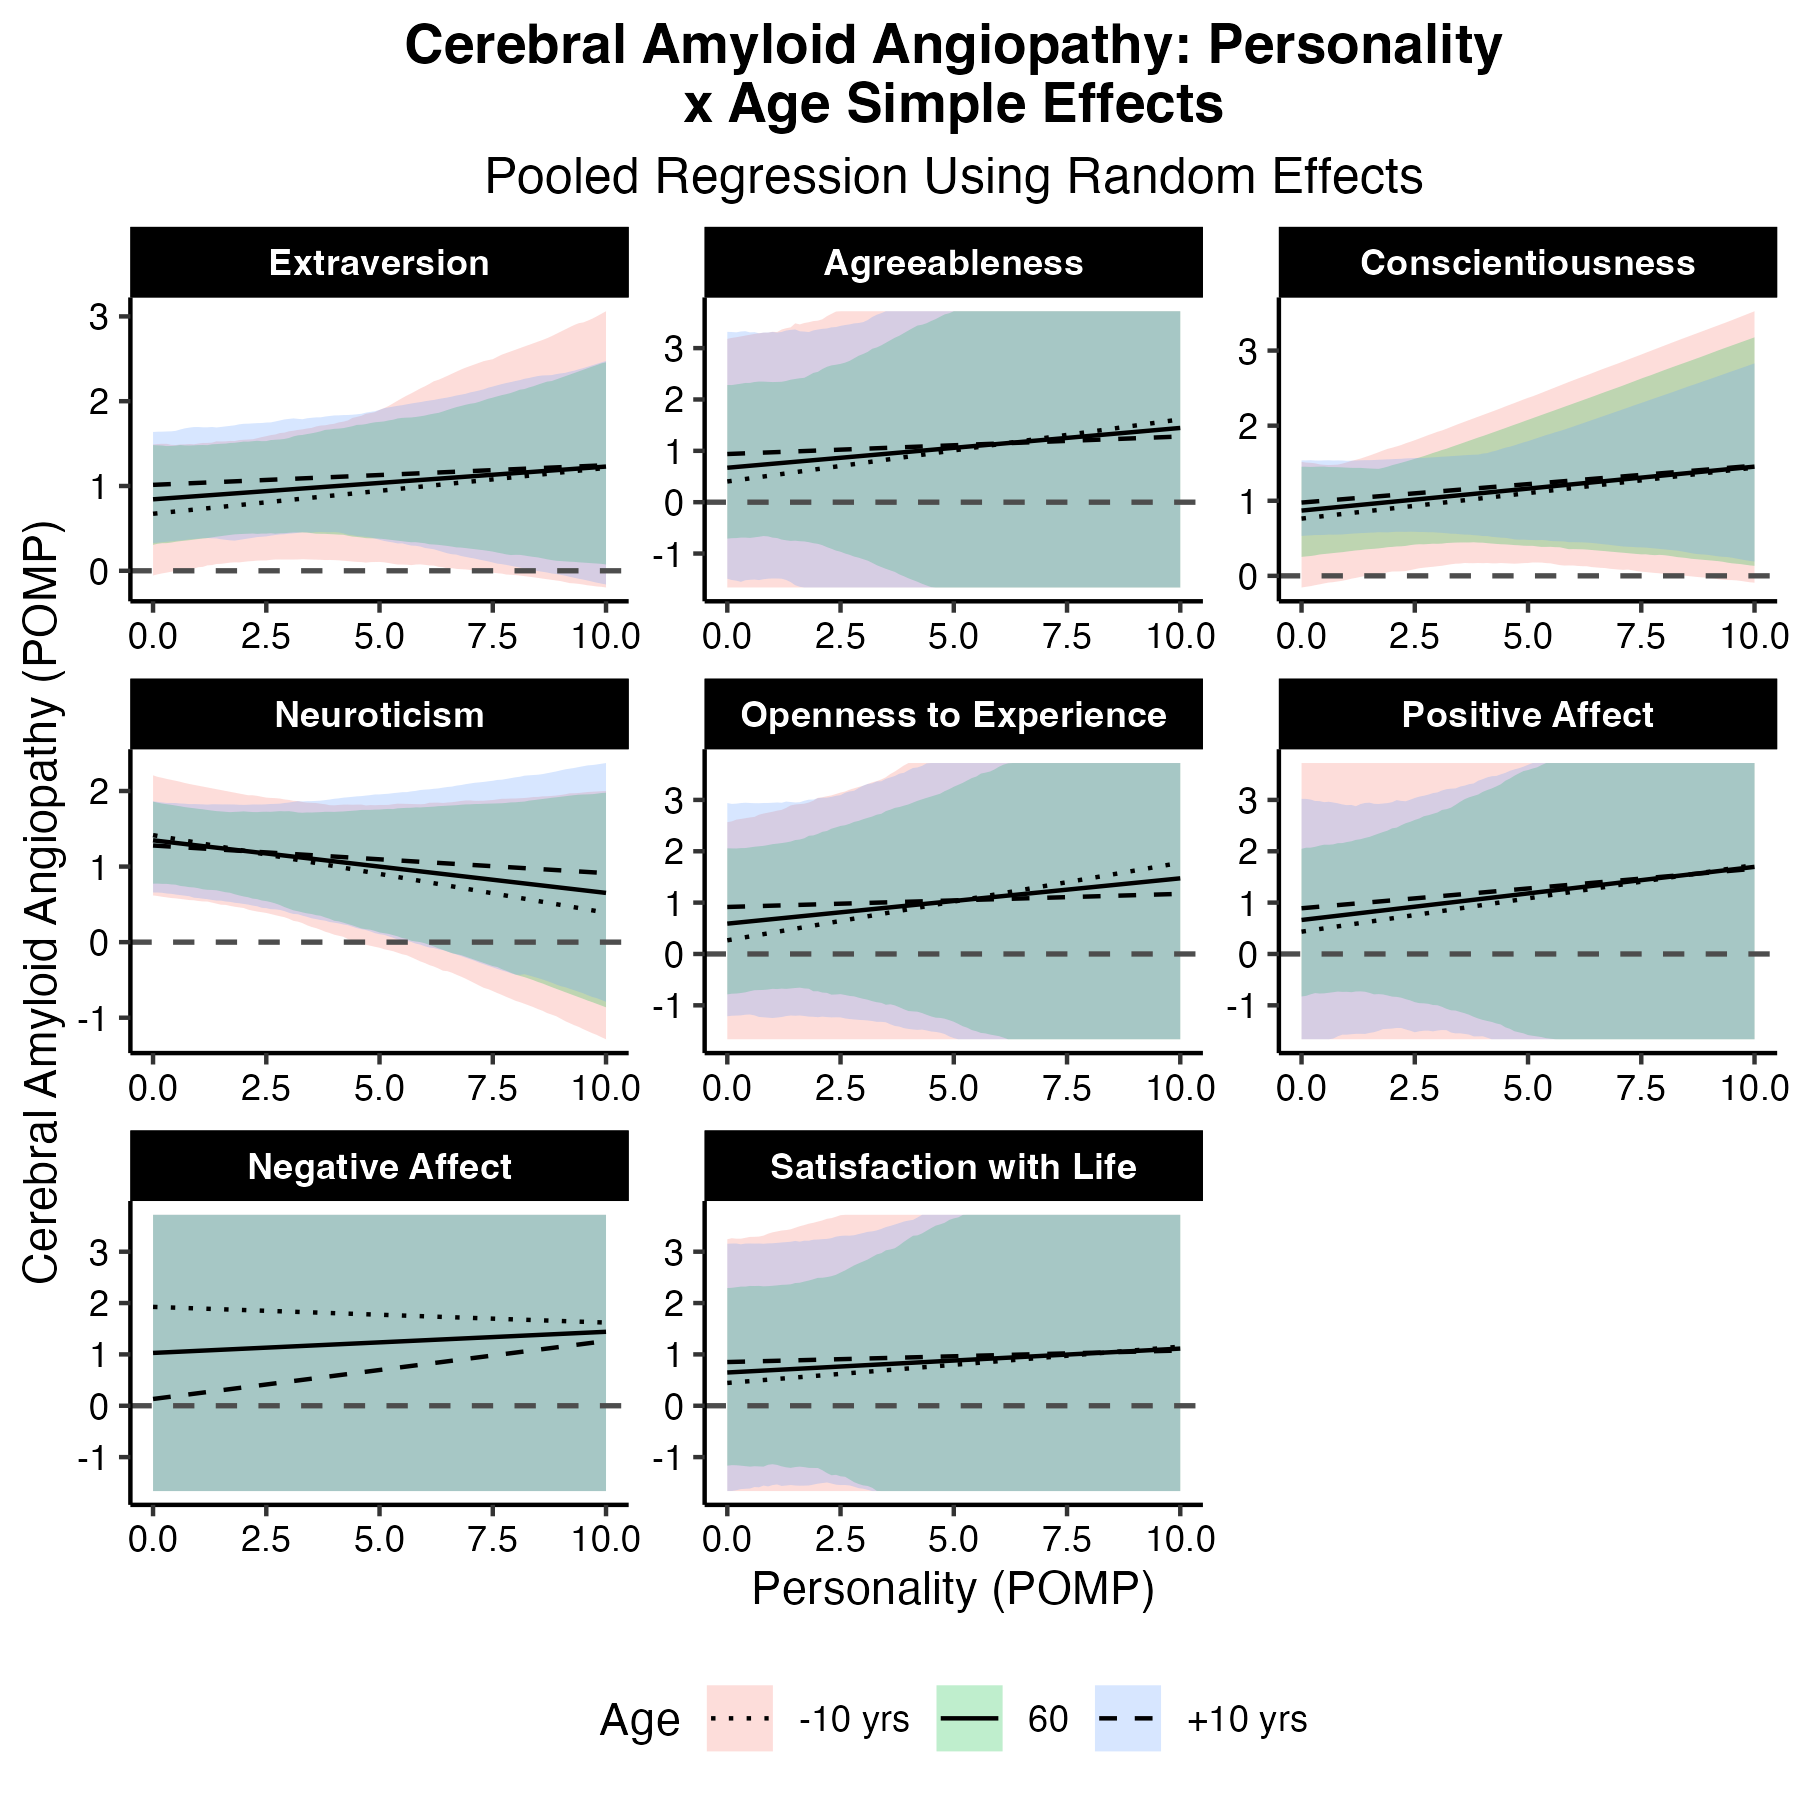 Cerebral Amyloid Angiopathy: Personality
x Age Simple Effects
Pooled Regression Using Random Effects
Cerebral Amyloid Angiopathy (POMP)
Extraversion
3
2
1
0
0.0 2.5 5.0 7.5 10.0
Agreeableness
3
2
1
0
-1
0.0 2.5 5.0 7.5 10.0
Conscientiousness
3
2
1
0
0.0 2.5 5.0 7.5 10.0
Neuroticism
2
1
0
-1
0.0 2.5 5.0 7.5 10.0
Openness to Experience
3
2
1
0
-1
0.0 2.5 5.0 7.5 10.0
Positive Affect
3
2
1
0
-1
0.0 2.5 5.0 7.5 10.0
Negative Affect
3
2
1
0
-1
0.0 2.5 5.0 7.5 10.0
Satisfaction with Life
3
2
1
0
-1
0.0 2.5 5.0 7.5 10.0
Personality (POMP)
Age -10 yrs 60 +10 yrs